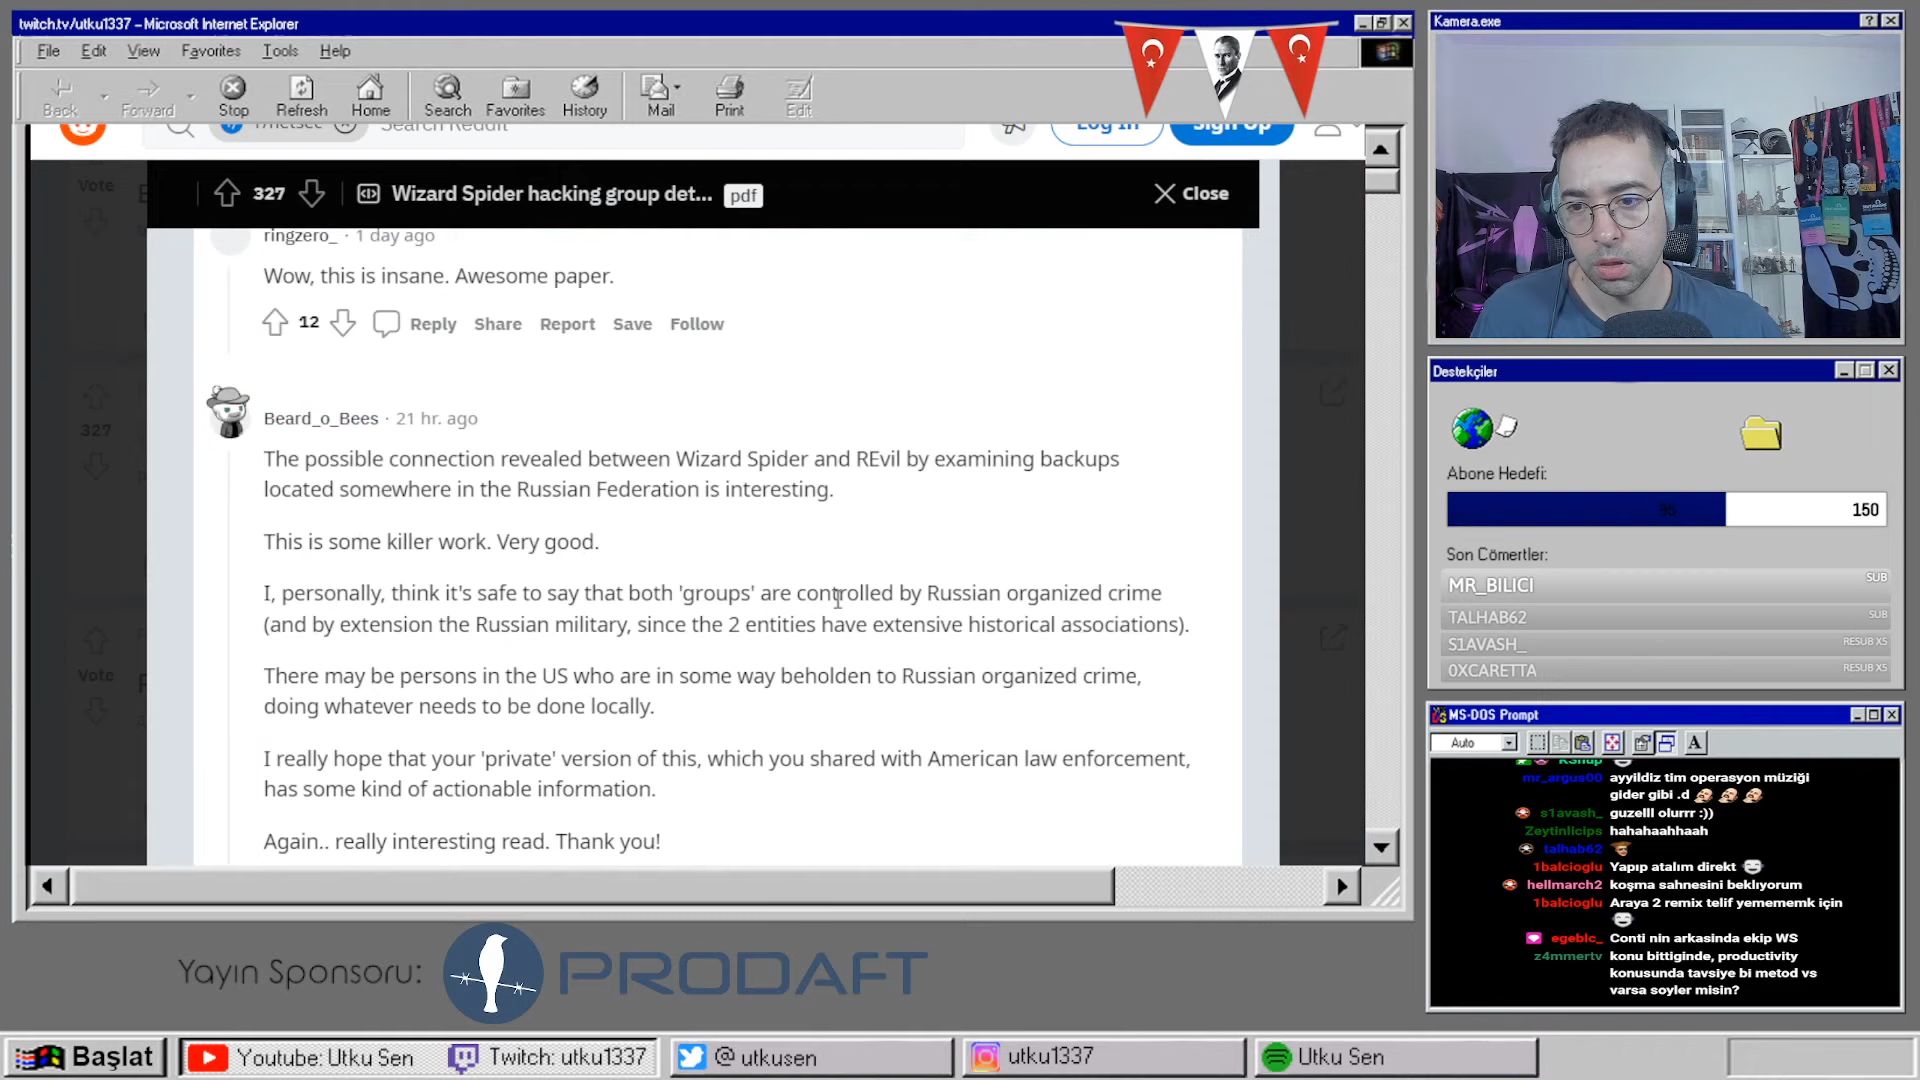 twitch.tv/utku1337 – Microsoft Internet Explorer
File Edit View Favorites Tools Help
Back Forward Stop Refresh Home Search Favorites History Mail Print Edit
r/netsec Search Reddit Log In Sign Up
327 Wizard Spider hacking group det... pdf Close
Vote
ringzero_ · 1 day ago
Wow, this is insane. Awesome paper.
12 Reply Share Report Save Follow
327
Beard_o_Bees · 21 hr. ago
The possible connection revealed between Wizard Spider and REvil by examining backups
located somewhere in the Russian Federation is interesting.
This is some killer work. Very good.
I, personally, think it's safe to say that both 'groups' are controlled by Russian organized crime
(and by extension the Russian military, since the 2 entities have extensive historical associations).
Vote
There may be persons in the US who are in some way beholden to Russian organized crime,
doing whatever needs to be done locally.
I really hope that your 'private' version of this, which you shared with American law enforcement,
has some kind of actionable information.
Again.. really interesting read. Thank you!
Yayın Sponsoru: PRODAFT
Kamera.exe
Destekçiler
Abone Hedefi:
96 150
Son Cömertler:
MR_BILICI SUB
TALHAB62 SUB
S1AVASH_ RESUB X5
0XCARETTA RESUB X5
MS-DOS Prompt
Auto
mr_argus00 ayyildiz tim operasyon müziği
gider gibi .d
s1avash_ guzelll olurrr :))
Zeytinlicips hahahaahhaah
talhab62
1balcioglu Yapıp atalım direkt
hellmarch2 koşma sahnesini beklıyorum
1balcioglu Araya 2 remix telif yemememk için
egeblc_ Conti nin arkasinda ekip WS
z4mmertv konu bittiginde, productivity
konusunda tavsiye bi metod vs
varsa soyler misin?
Başlat Youtube: Utku Sen Twitch: utku1337 @utkusen utku1337 Utku Sen